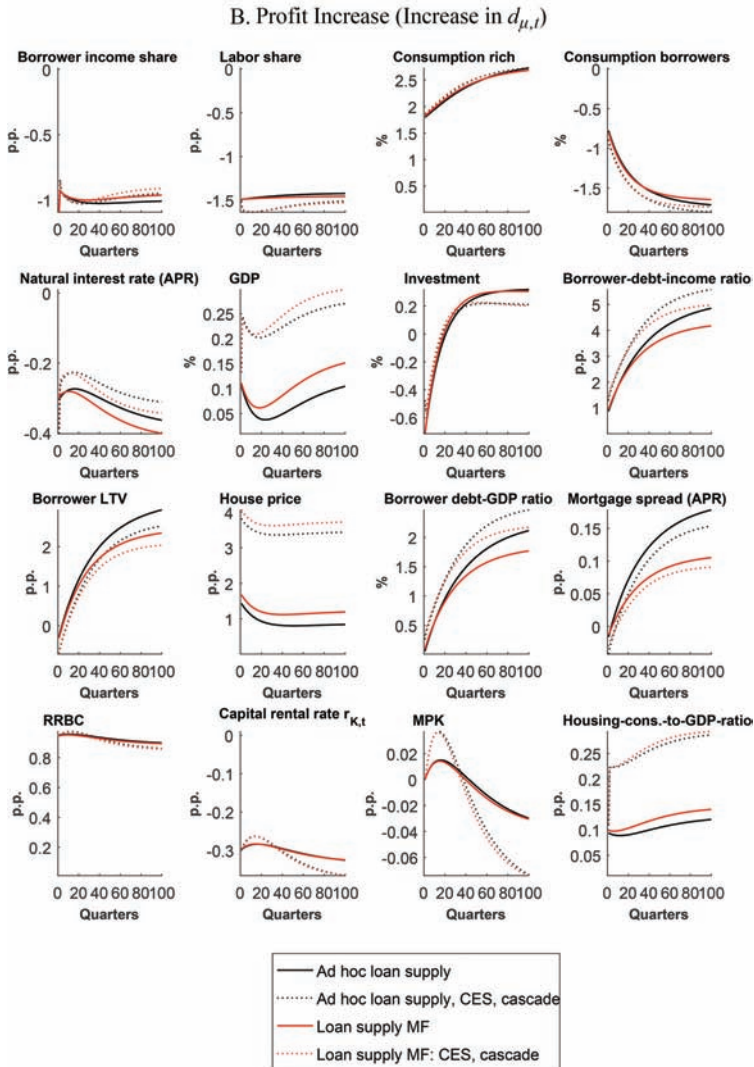 B. Profit Increase (Increase in d_{μ,t})
Borrower income share
Labor share
Consumption rich
Consumption borrowers
0
-0.5
-1
p.p.
0 20 40 60 80100
Quarters
0
-0.5
-1
-1.5
p.p.
0 20 40 60 80100
Quarters
2.5
2
1.5
1
0.5
%
0 20 40 60 80100
Quarters
0
-0.5
-1
-1.5
%
0 20 40 60 80100
Quarters
Natural interest rate (APR)
GDP
Investment
Borrower-debt-income ratio
0
-0.2
-0.4
p.p.
0 20 40 60 80100
Quarters
0.25
0.2
0.15
0.1
0.05
%
0 20 40 60 80100
Quarters
0.2
0
-0.2
-0.4
-0.6
%
0 20 40 60 80100
Quarters
5
4
3
2
1
p.p.
0 20 40 60 80100
Quarters
Borrower LTV
House price
Borrower debt-GDP ratio
Mortgage spread (APR)
2
1
0
p.p.
0 20 40 60 80100
Quarters
4
3
2
1
p.p.
0 20 40 60 80100
Quarters
2
1.5
1
0.5
%
0 20 40 60 80100
Quarters
0.15
0.1
0.05
0
p.p.
0 20 40 60 80100
Quarters
RRBC
Capital rental rate r_{K,t}
MPK
Housing-cons.-to-GDP-ratio
0.8
0.6
0.4
0.2
p.p.
0 20 40 60 80100
Quarters
0
-0.1
-0.2
-0.3
p.p.
0 20 40 60 80100
Quarters
0.02
0
-0.02
-0.04
-0.06
p.p.
0 20 40 60 80100
Quarters
0.25
0.2
0.15
0.1
0.05
p.p.
0 20 40 60 80100
Quarters
Ad hoc loan supply
Ad hoc loan supply, CES, cascade
Loan supply MF
Loan supply MF: CES, cascade